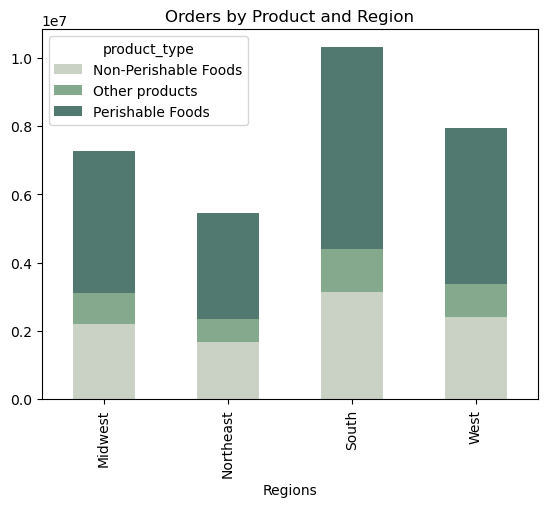 Orders by Product and Region
1e7
product_type
Non-Perishable Foods
Other products
Perishable Foods
1.0
0.8
0.6
0.4
0.2
0.0
Midwest
Northeast
South
West
Regions